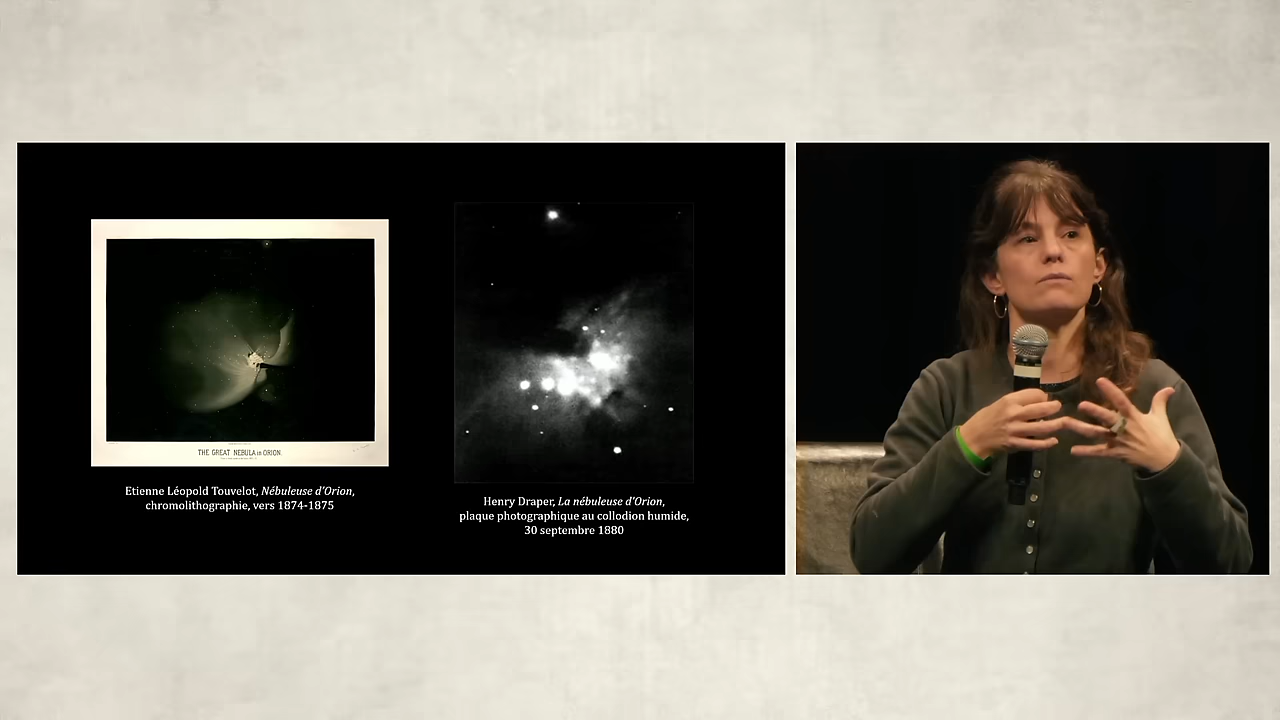 THE GREAT NEBULA in ORION.
Etienne Léopold Touvelot, Nébuleuse d'Orion,
chromolithographie, vers 1874-1875
Henry Draper, La nébuleuse d'Orion,
plaque photographique au collodion humide,
30 septembre 1880